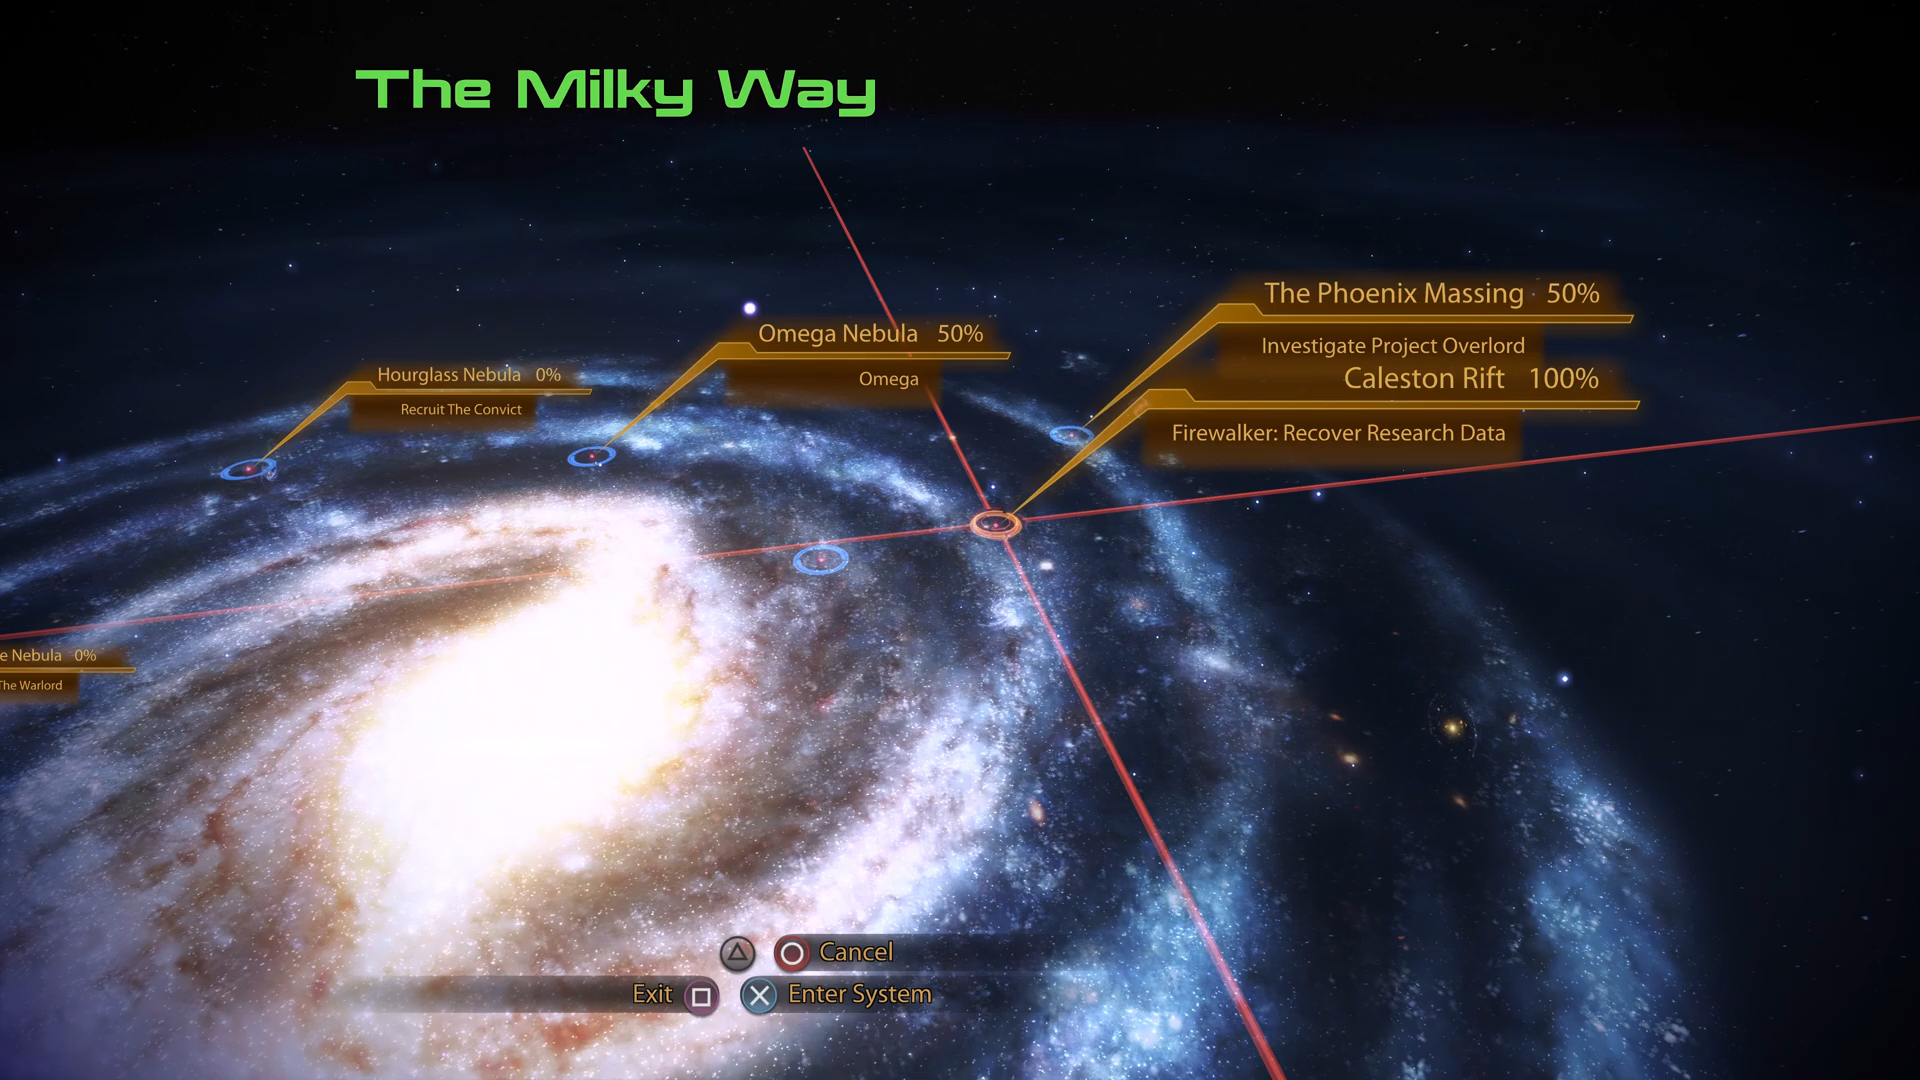 The Milky Way
The Phoenix Massing 50%
Investigate Project Overlord
Omega Nebula 50%
Omega
Hourglass Nebula 0%
Recruit The Convict
Caleston Rift 100%
Firewalker: Recover Research Data
e Nebula 0%
The Warlord
Cancel
Exit
Enter System